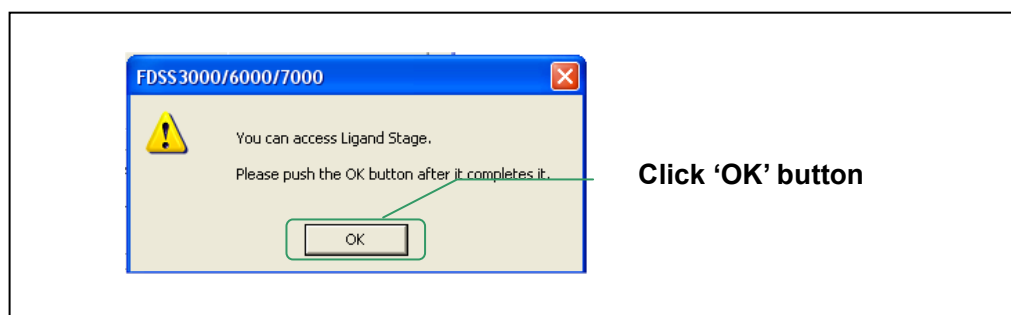 FDSS3000/6000/7000
You can access Ligand Stage.
Please push the OK button after it completes it.
Click ‘OK’ button
OK